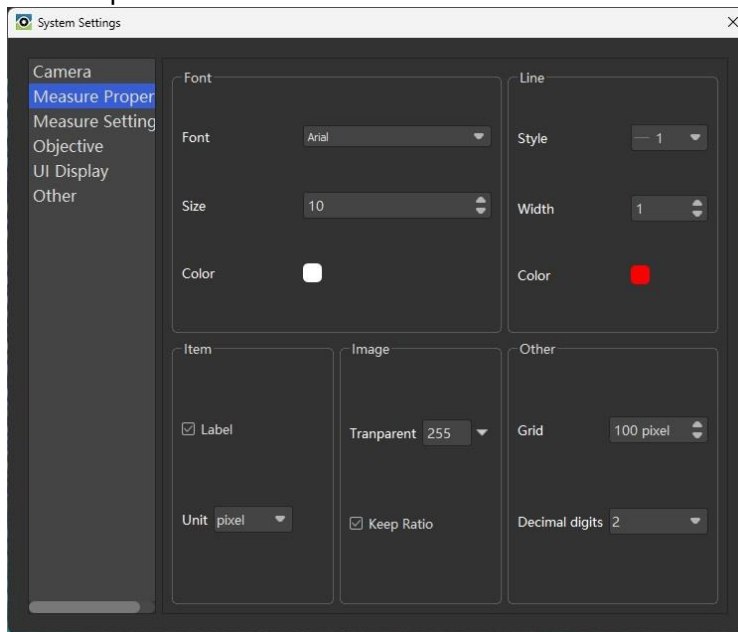 System Settings
Camera
Measure Proper
Measure Setting
Objective
UI Display
Other
Font
Font Arial
Size 10
Color
Line
Style 1
Width 1
Color
Item
Label
Unit pixel
Image
Tranparent 255
Keep Ratio
Other
Grid 100 pixel
Decimal digits 2